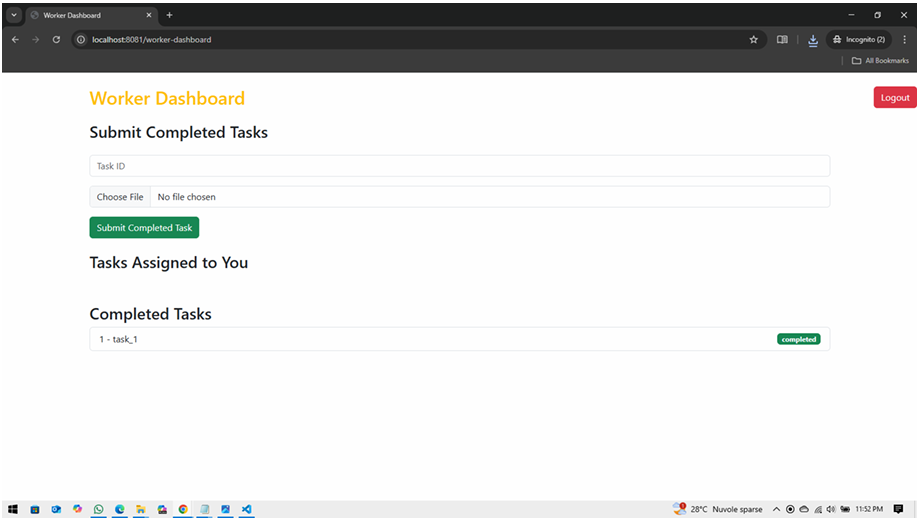 Worker Dashboard
localhost:8081/worker-dashboard
Incognito (2)
All Bookmarks
Worker Dashboard
Logout
Submit Completed Tasks
Task ID
Choose File No file chosen
Submit Completed Task
Tasks Assigned to You
Completed Tasks
1 - task_1 completed
28°C Nuvole sparse 11:52 PM